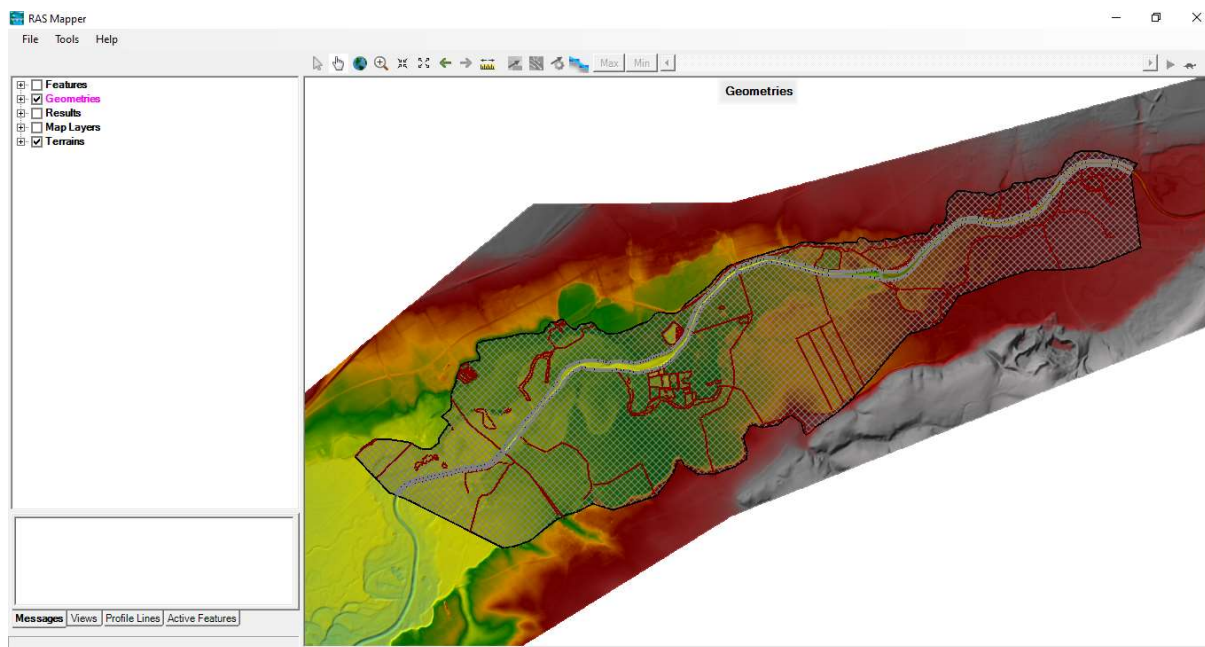 RAS Mapper
File Tools Help
Max Min
Features
Geometries
Results
Map Layers
Terrains
Geometries
Messages Views Profile Lines Active Features